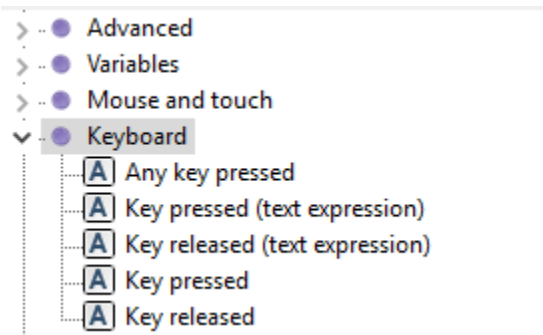 Advanced
Variables
Mouse and touch
Keyboard
A Any key pressed
A Key pressed (text expression)
A Key released (text expression)
A Key pressed
A Key released